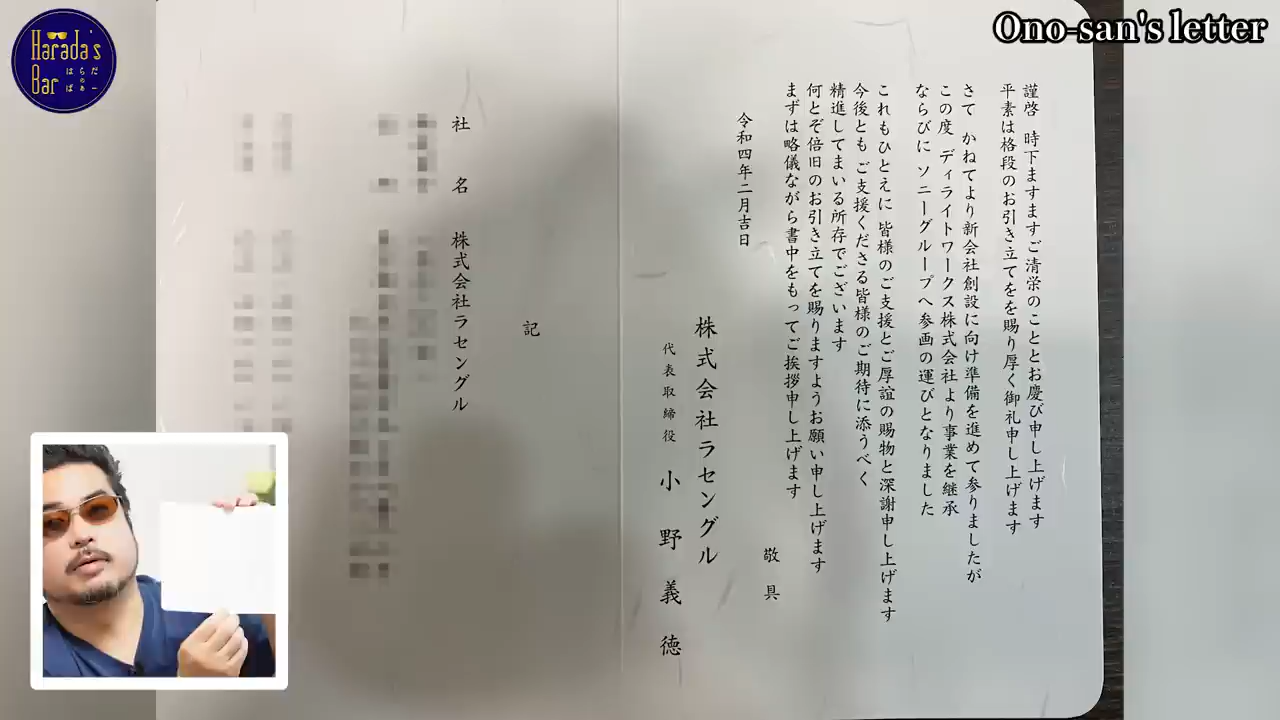 Harada's
Bar
はらだ
の
ばぁー
Ono-san's letter
謹啓 時下ますますご清栄のこととお慶び申し上げます
平素は格段のお引き立てをを賜り厚く御礼申し上げます
さて かねてより新会社創設に向け準備を進めて参りましたが
この度 ディライトワークス株式会社より事業を継承
ならびに ソニーグループへ参画の運びとなりました
これもひとえに 皆様のご支援とご厚誼の賜物と深謝申し上げます
今後とも ご支援くださる皆様のご期待に添うべく
精進してまいる所存でございます
何とぞ倍旧のお引き立てを賜りますようお願い申し上げます
まずは略儀ながら書中をもってご挨拶申し上げます
敬具
令和四年二月吉日
株式会社ラセングル
代表取締役 小野義徳
記
社名 株式会社ラセングル